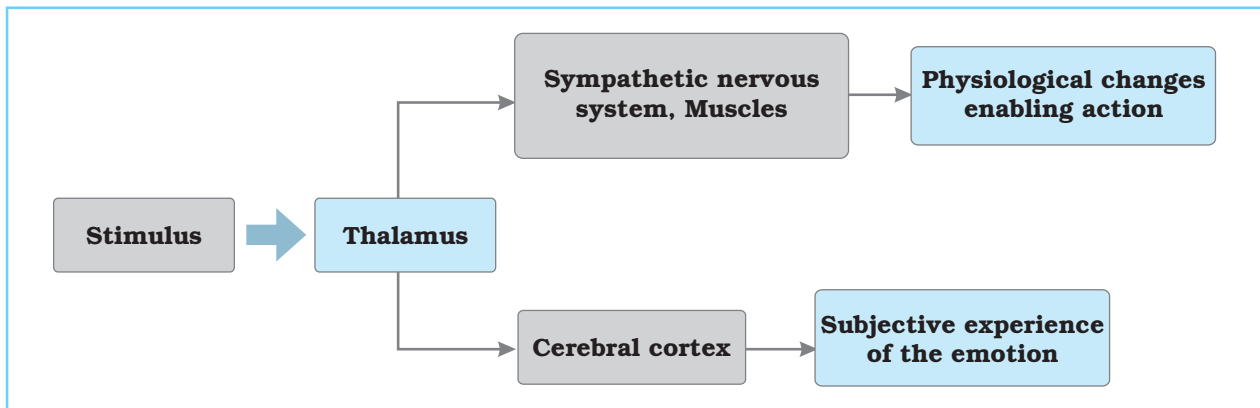 Sympathetic nervous
system, Muscles
Physiological changes
enabling action
Stimulus
Thalamus
Cerebral cortex
Subjective experience
of the emotion